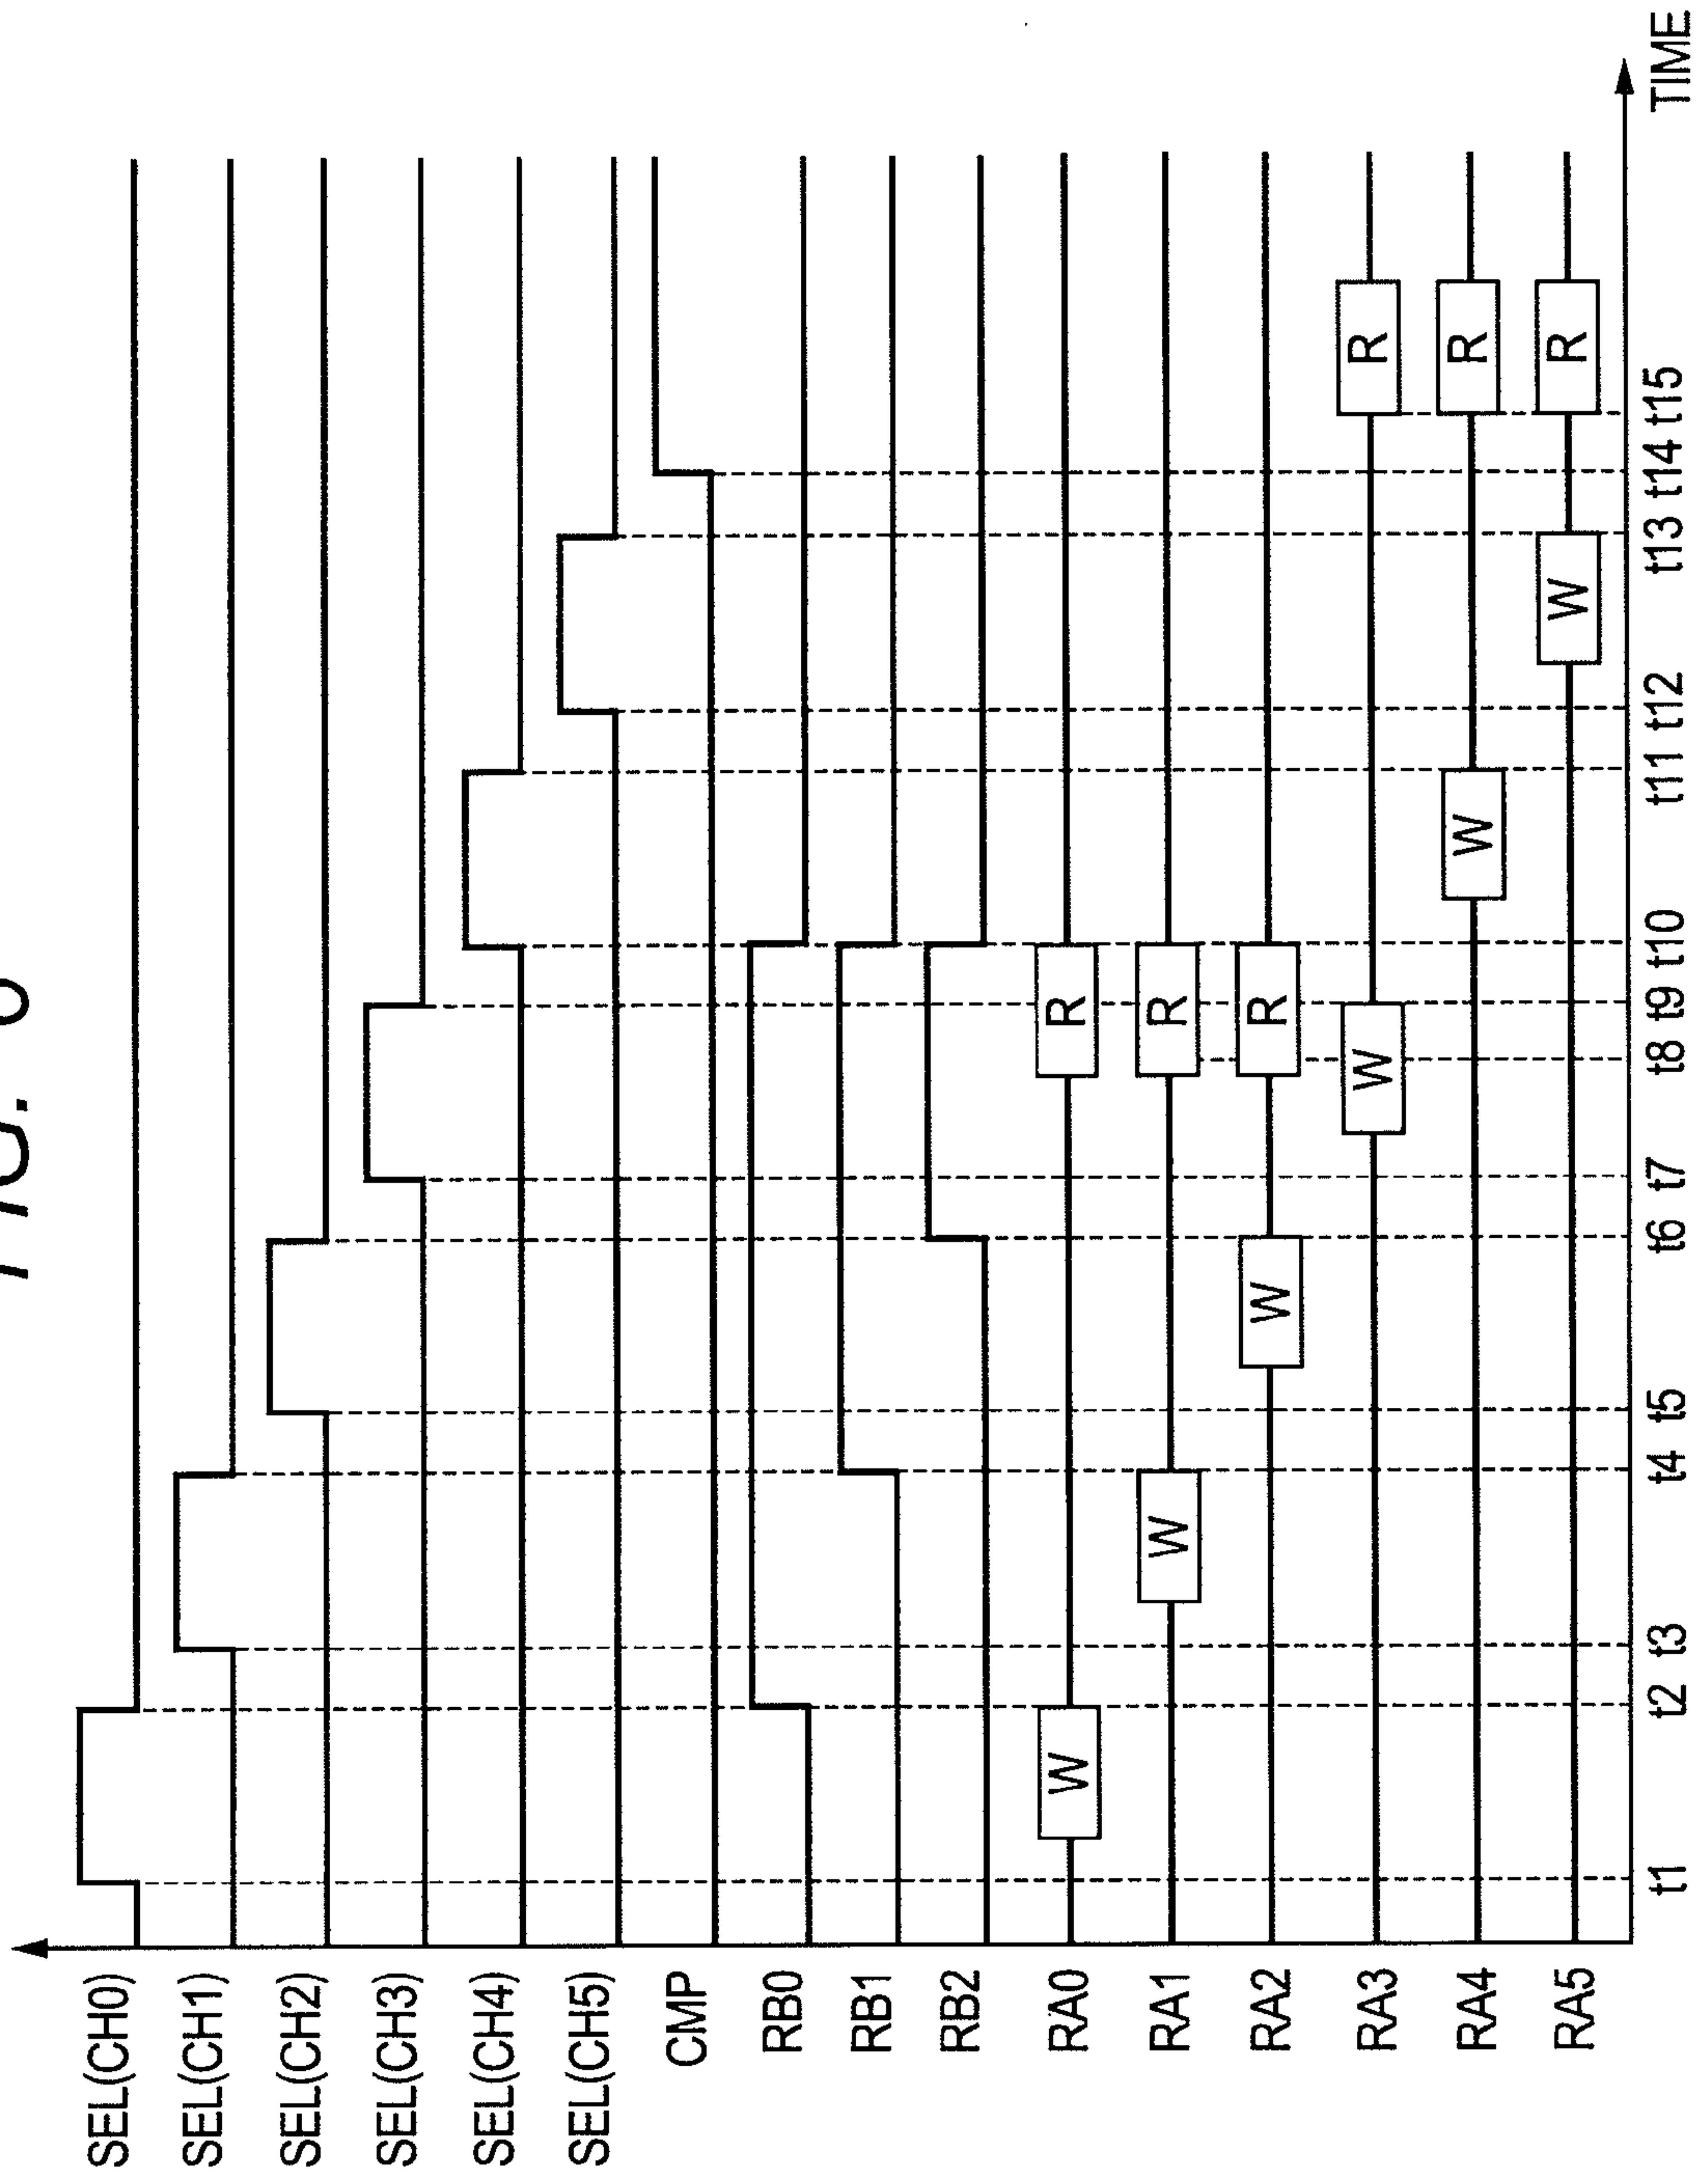 FIG.
SEL(CH0)
SEL(CH1)
SEL(CH2)
SEL(CH3)
SEL(CH4)
SEL(CH5)
CMP
RB0
RB1
RB2
RA0 W R
RA1 W R
RA2 W R
RA3 W R
RA4 W R
RA5 W R
t1 t2 t3 t4 t5 t6 t7 t8 t9 t10 t11 t12 t13 t14 t15
TIME